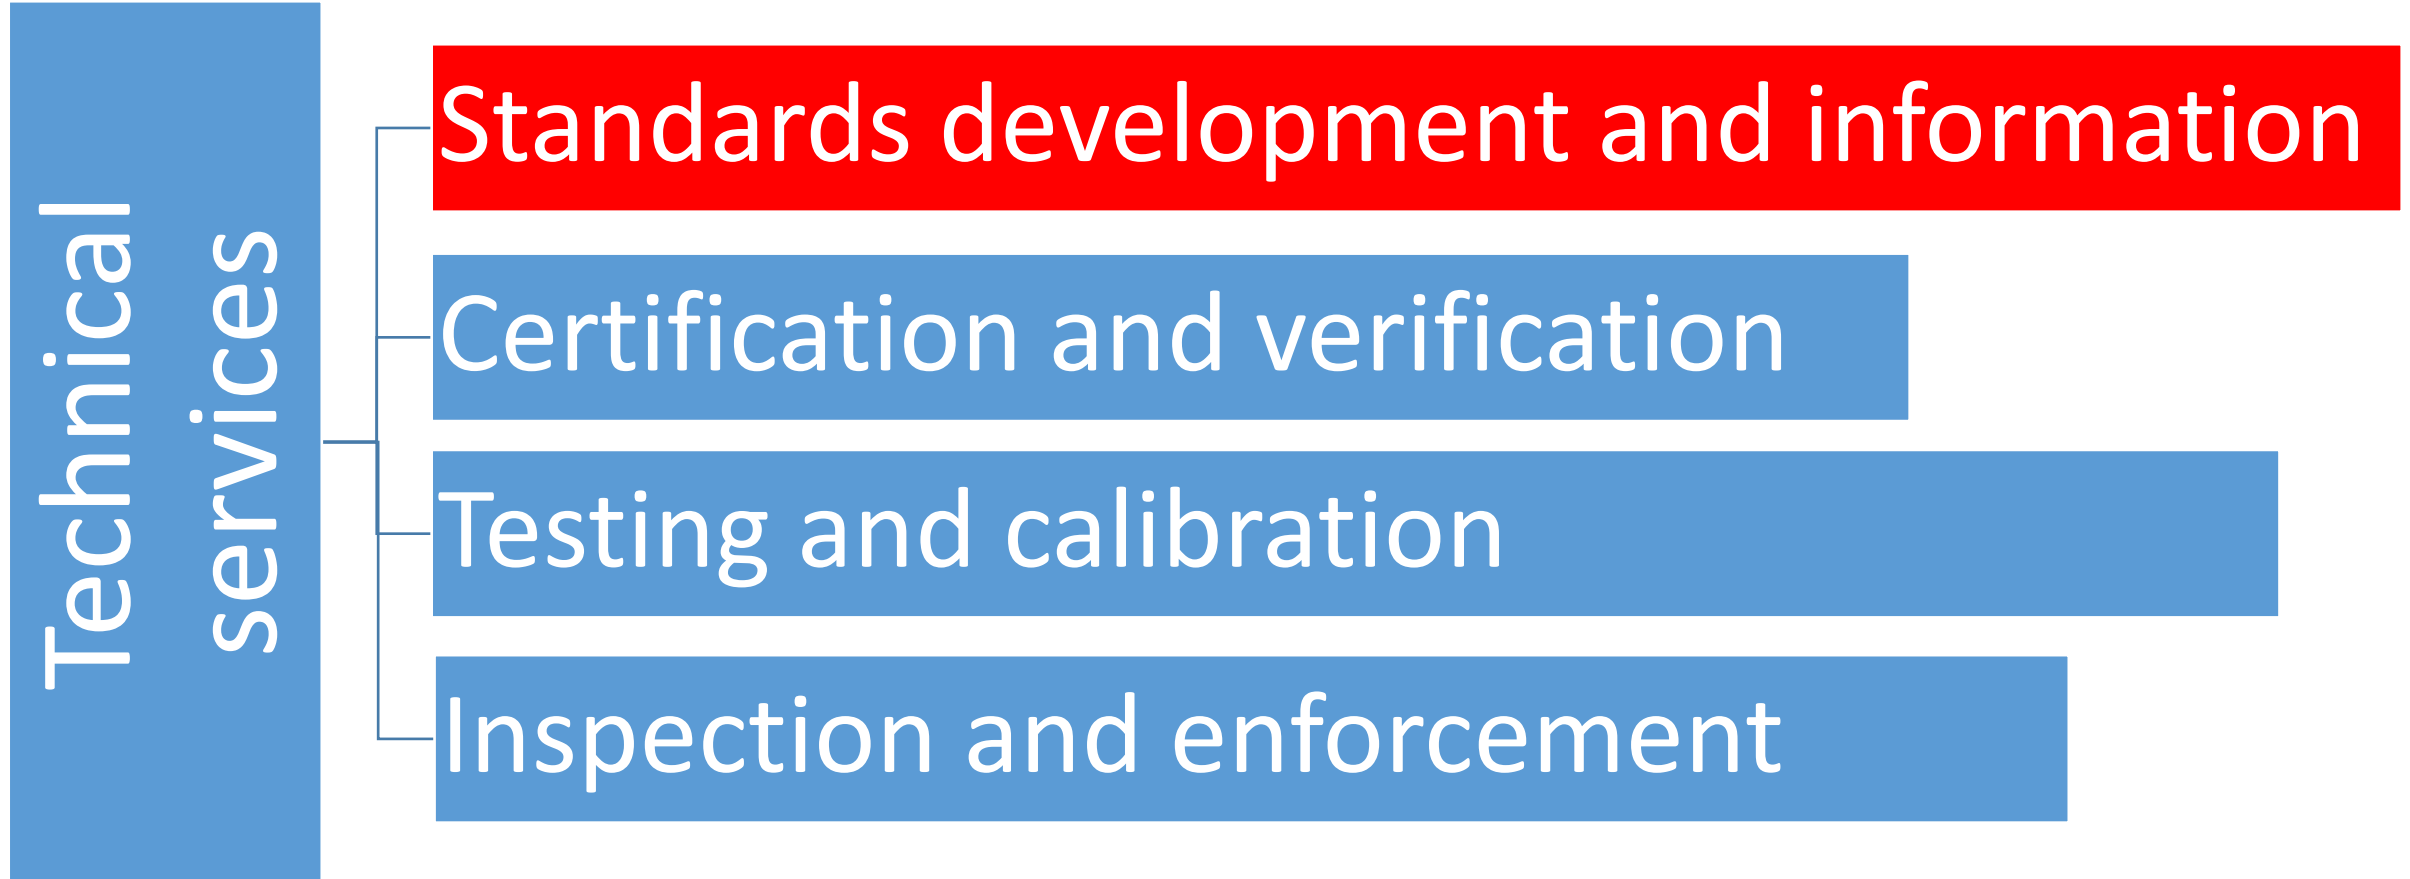 Technical
services
Standards development and information
Certification and verification
Testing and calibration
Inspection and enforcement